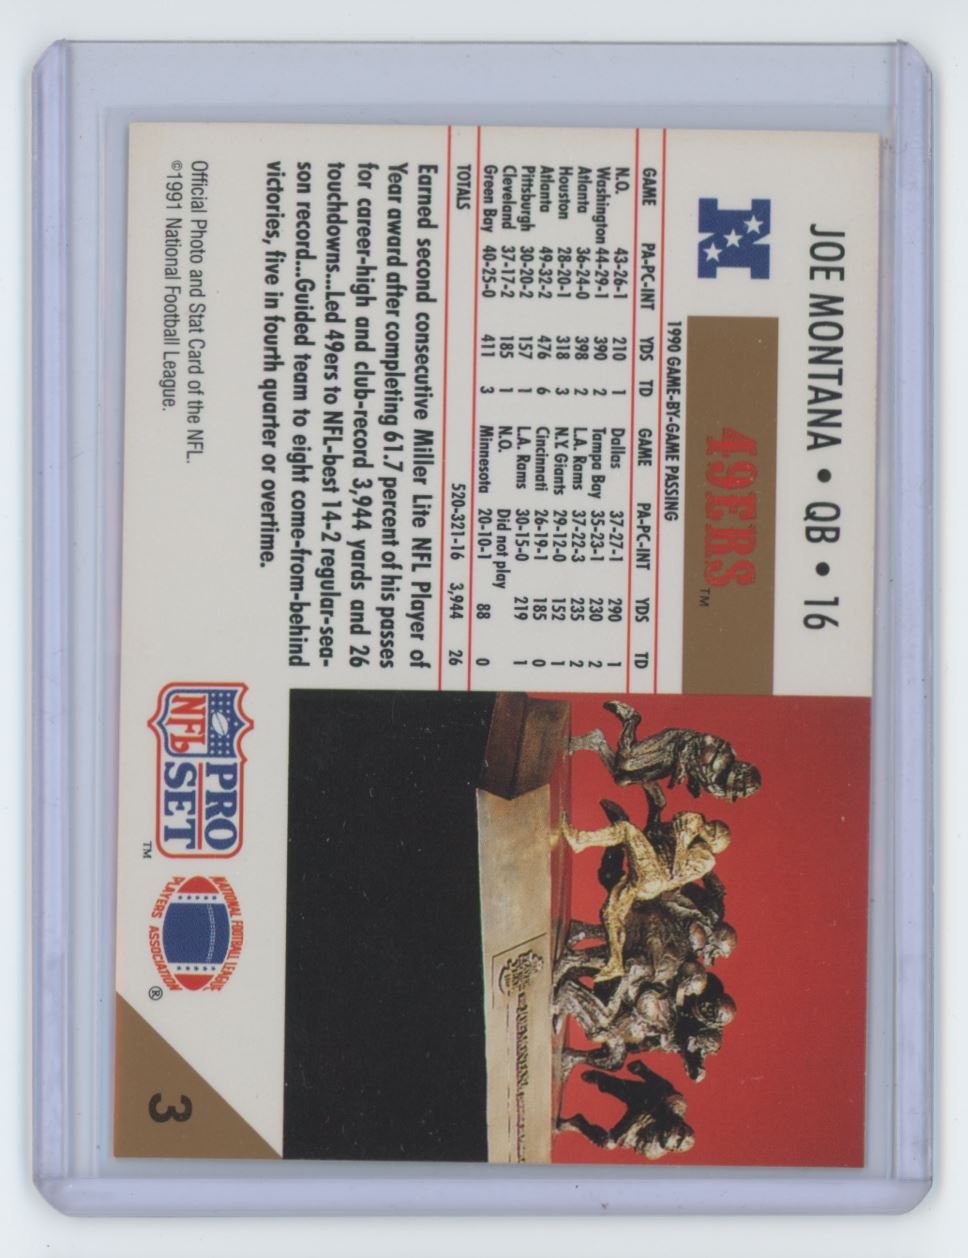 JOE MONTANA • QB • 16
49ERS™
1990 GAME-BY-GAME PASSING
GAME PA-PC-INT YDS TD GAME PA-PC-INT YDS TD
N.O. 43-26-1 210 1 Dallas 37-27-1 290 1
Washington 44-29-1 390 2 Tampa Bay 35-23-1 230 2
Atlanta 36-24-0 398 2 L.A. Rams 37-22-3 235 2
Houston 28-20-1 318 3 N.Y. Giants 29-12-0 152 1
Atlanta 49-32-2 476 6 Cincinnati 26-19-1 185 0
Pittsburgh 30-20-2 157 1 L.A. Rams 30-15-0 219 1
Cleveland 37-17-2 185 1 N.O. Did not play
Green Bay 40-25-0 411 3 Minnesota 20-10-1 88 0
TOTALS 520-321-16 3,944 26
Earned second consecutive Miller Lite NFL Player of
Year award after completing 61.7 percent of his passes
for career-high and club-record 3,944 yards and 26
touchdowns...Led 49ers to NFL-best 14-2 regular-sea-
son record...Guided team to eight come-from-behind
victories, five in fourth quarter or overtime.
Official Photo and Stat Card of the NFL.
©1991 National Football League.
NFL
PRO
SET
™
NATIONAL FOOTBALL LEAGUE
PLAYERS ASSOCIATION
®
3